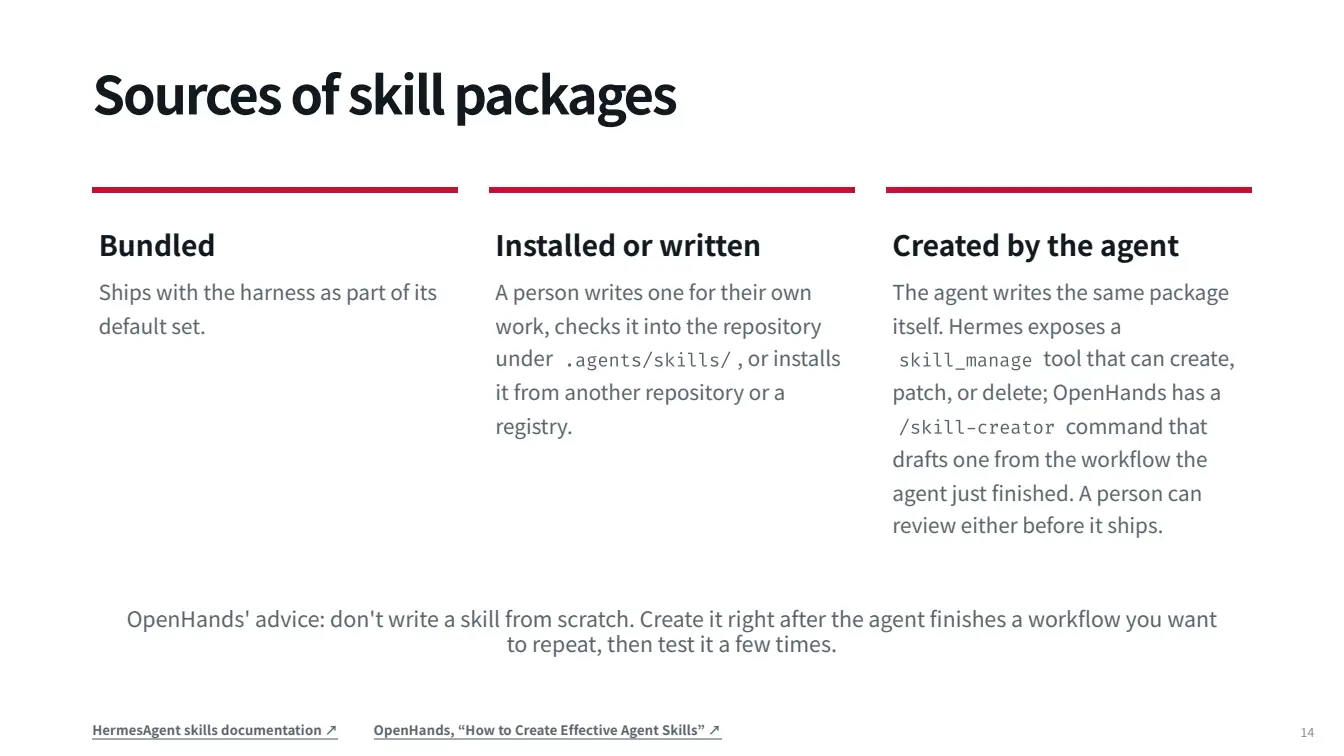 Sources of skill packages
Bundled
Ships with the harness as part of its
default set.
Installed or written
A person writes one for their own
work, checks it into the repository
under .agents/skills/ , or installs
it from another repository or a
registry.
Created by the agent
The agent writes the same package
itself. Hermes exposes a
skill_manage tool that can create,
patch, or delete; OpenHands has a
/skill-creator command that
drafts one from the workflow the
agent just finished. A person can
review either before it ships.
OpenHands' advice: don't write a skill from scratch. Create it right after the agent finishes a workflow you want
to repeat, then test it a few times.
HermesAgent skills documentation ↗ OpenHands, “How to Create Effective Agent Skills” ↗ 14